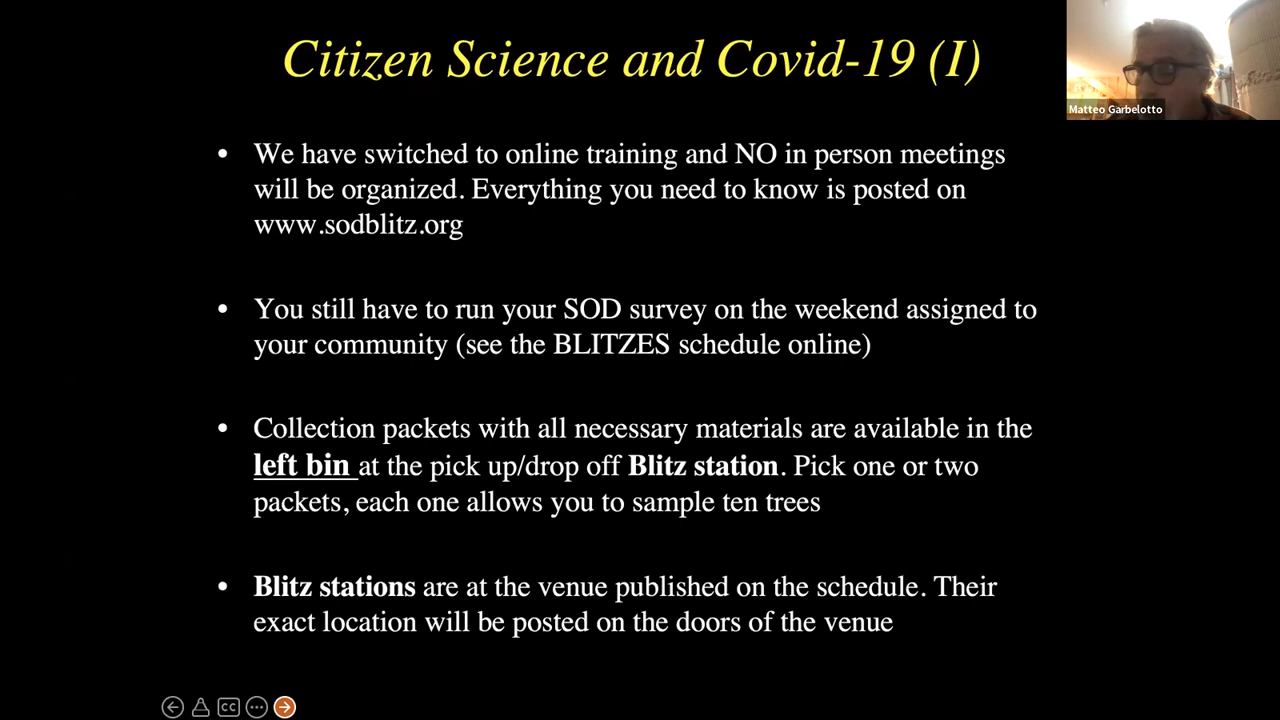 Citizen Science and Covid-19 (I)
Matteo Garbelotto
• We have switched to online training and NO in person meetings
will be organized. Everything you need to know is posted on
www.sodblitz.org
• You still have to run your SOD survey on the weekend assigned to
your community (see the BLITZES schedule online)
• Collection packets with all necessary materials are available in the
left bin at the pick up/drop off Blitz station. Pick one or two
packets, each one allows you to sample ten trees
• Blitz stations are at the venue published on the schedule. Their
exact location will be posted on the doors of the venue
CC